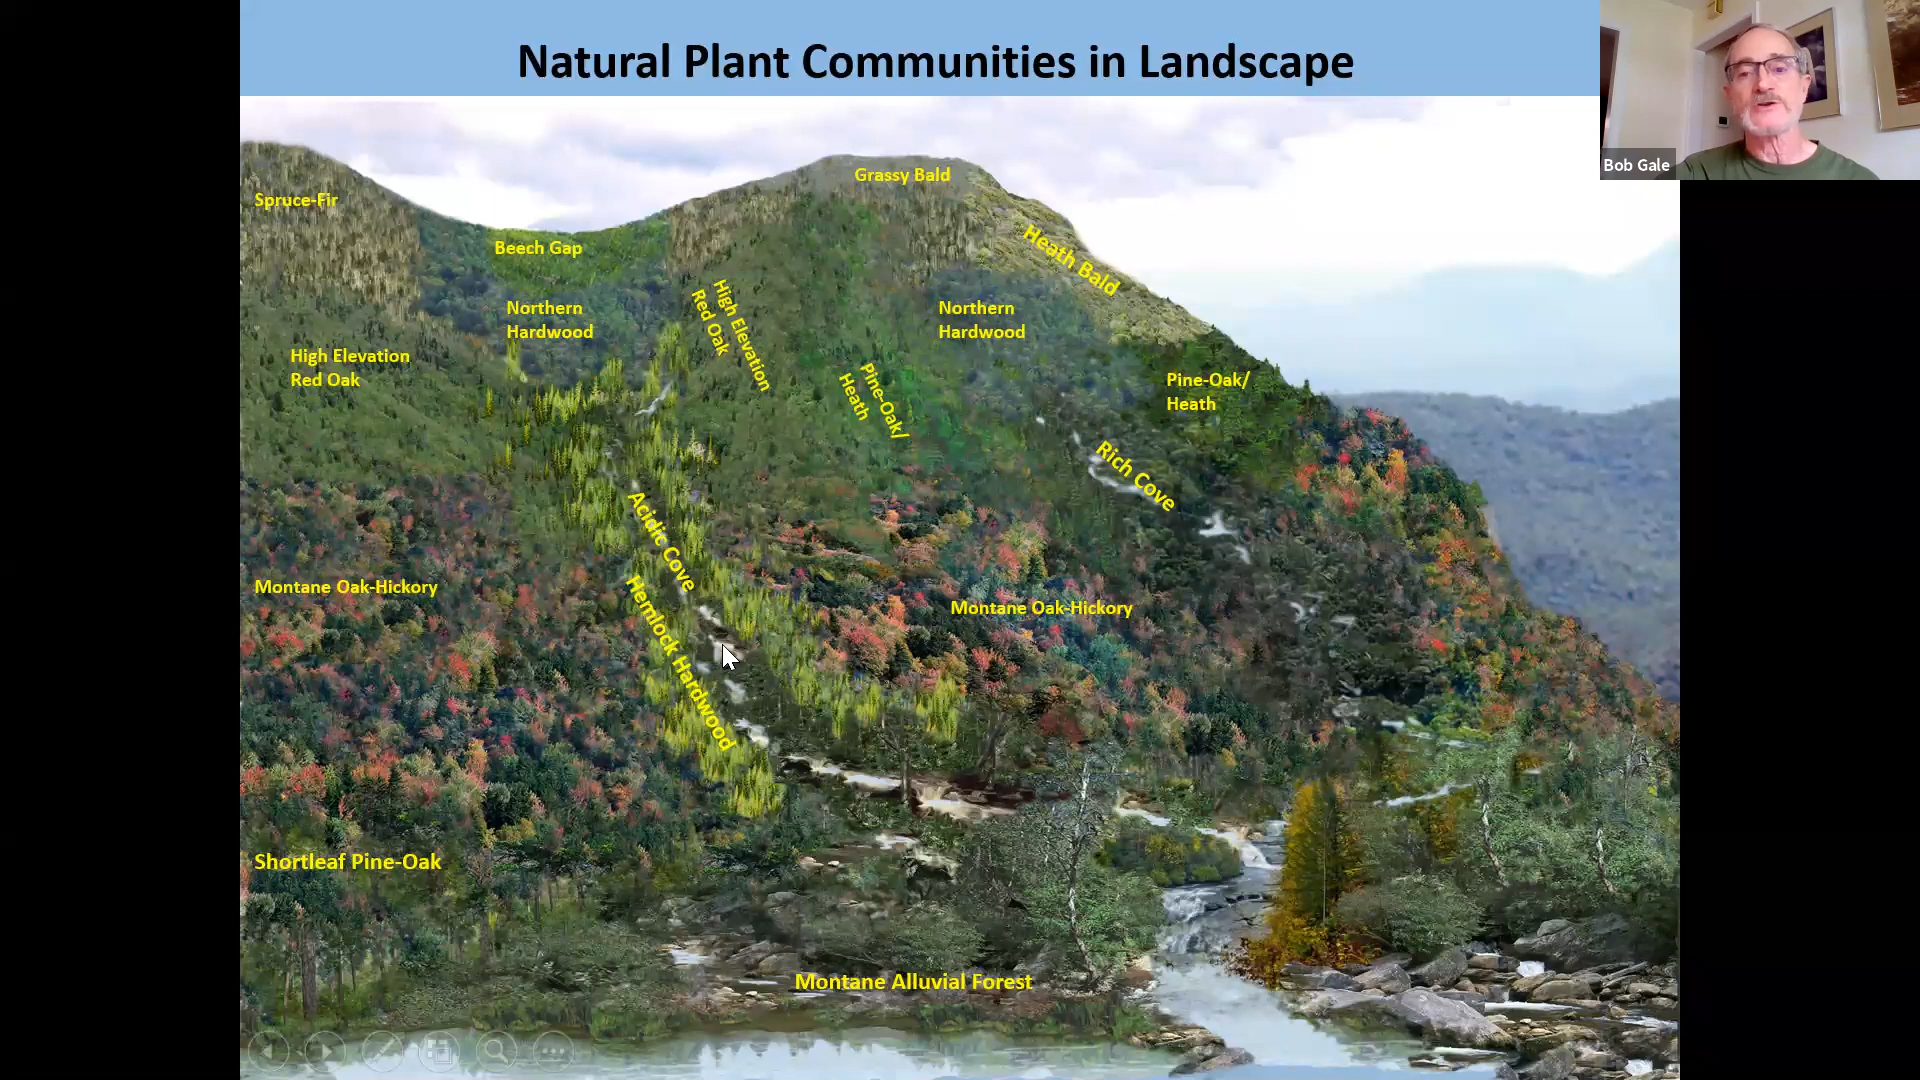 Natural Plant Communities in Landscape
Bob Gale
Grassy Bald
Spruce-Fir
Beech Gap
Heath Bald
Northern
Hardwood
High Elevation
Red Oak
Northern
Hardwood
High Elevation
Red Oak
Pine-Oak/
Heath
Pine-Oak/
Heath
Rich Cove
Acidic Cove
Montane Oak-Hickory
Hemlock Hardwood
Montane Oak-Hickory
Shortleaf Pine-Oak
Montane Alluvial Forest